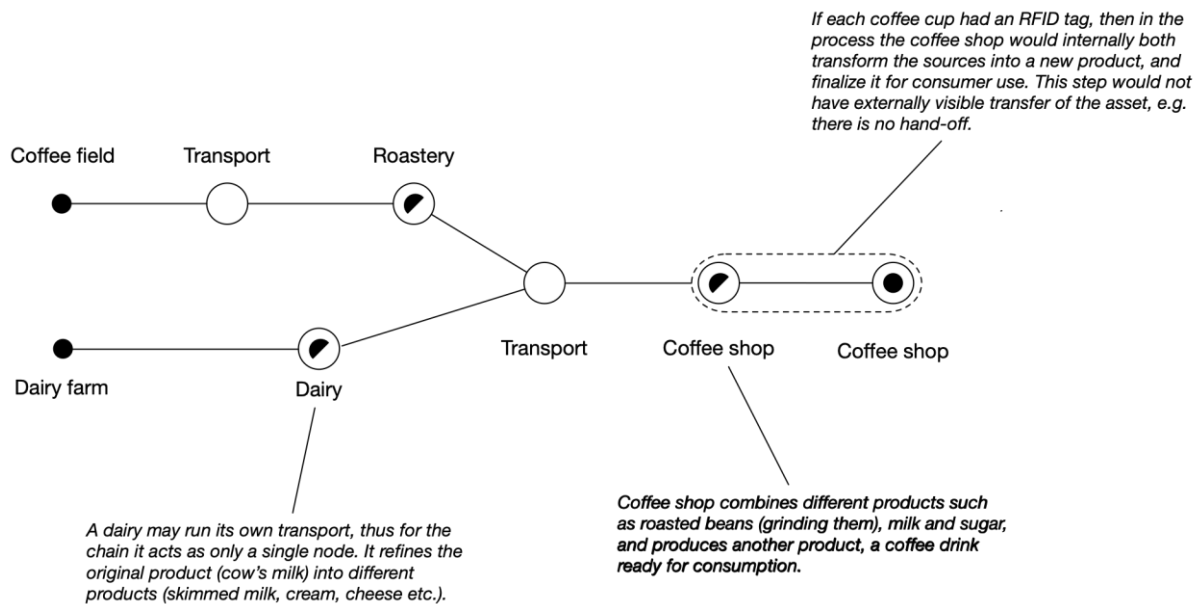 If each coffee cup had an RFID tag, then in the
process the coffee shop would internally both
transform the sources into a new product, and
finalize it for consumer use. This step would not
have externally visible transfer of the asset, e.g.
there is no hand-off.
Coffee field
Transport
Roastery
Transport
Coffee shop
Coffee shop
Dairy farm
Dairy
Coffee shop combines different products such
as roasted beans (grinding them), milk and sugar,
and produces another product, a coffee drink
ready for consumption.
A dairy may run its own transport, thus for the
chain it acts as only a single node. It refines the
original product (cow's milk) into different
products (skimmed milk, cream, cheese etc.).